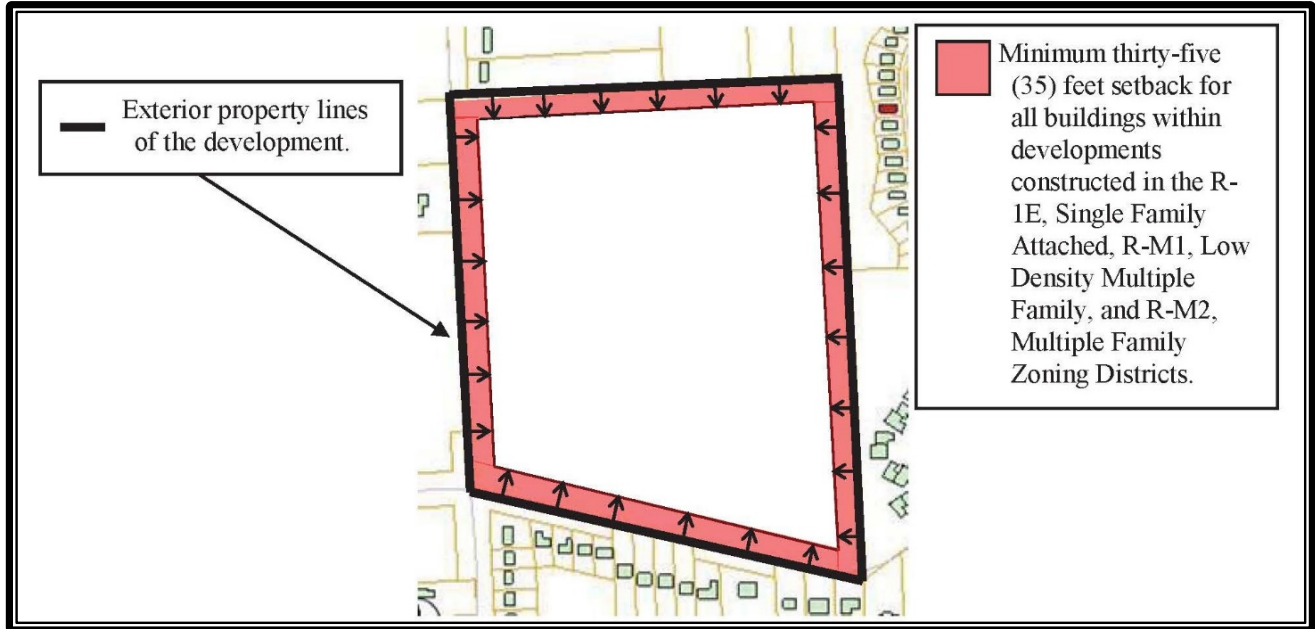 Exterior property lines
of the development.
Minimum thirty-five
(35) feet setback for
all buildings within
developments
constructed in the R-
1E, Single Family
Attached, R-M1, Low
Density Multiple
Family, and R-M2,
Multiple Family
Zoning Districts.